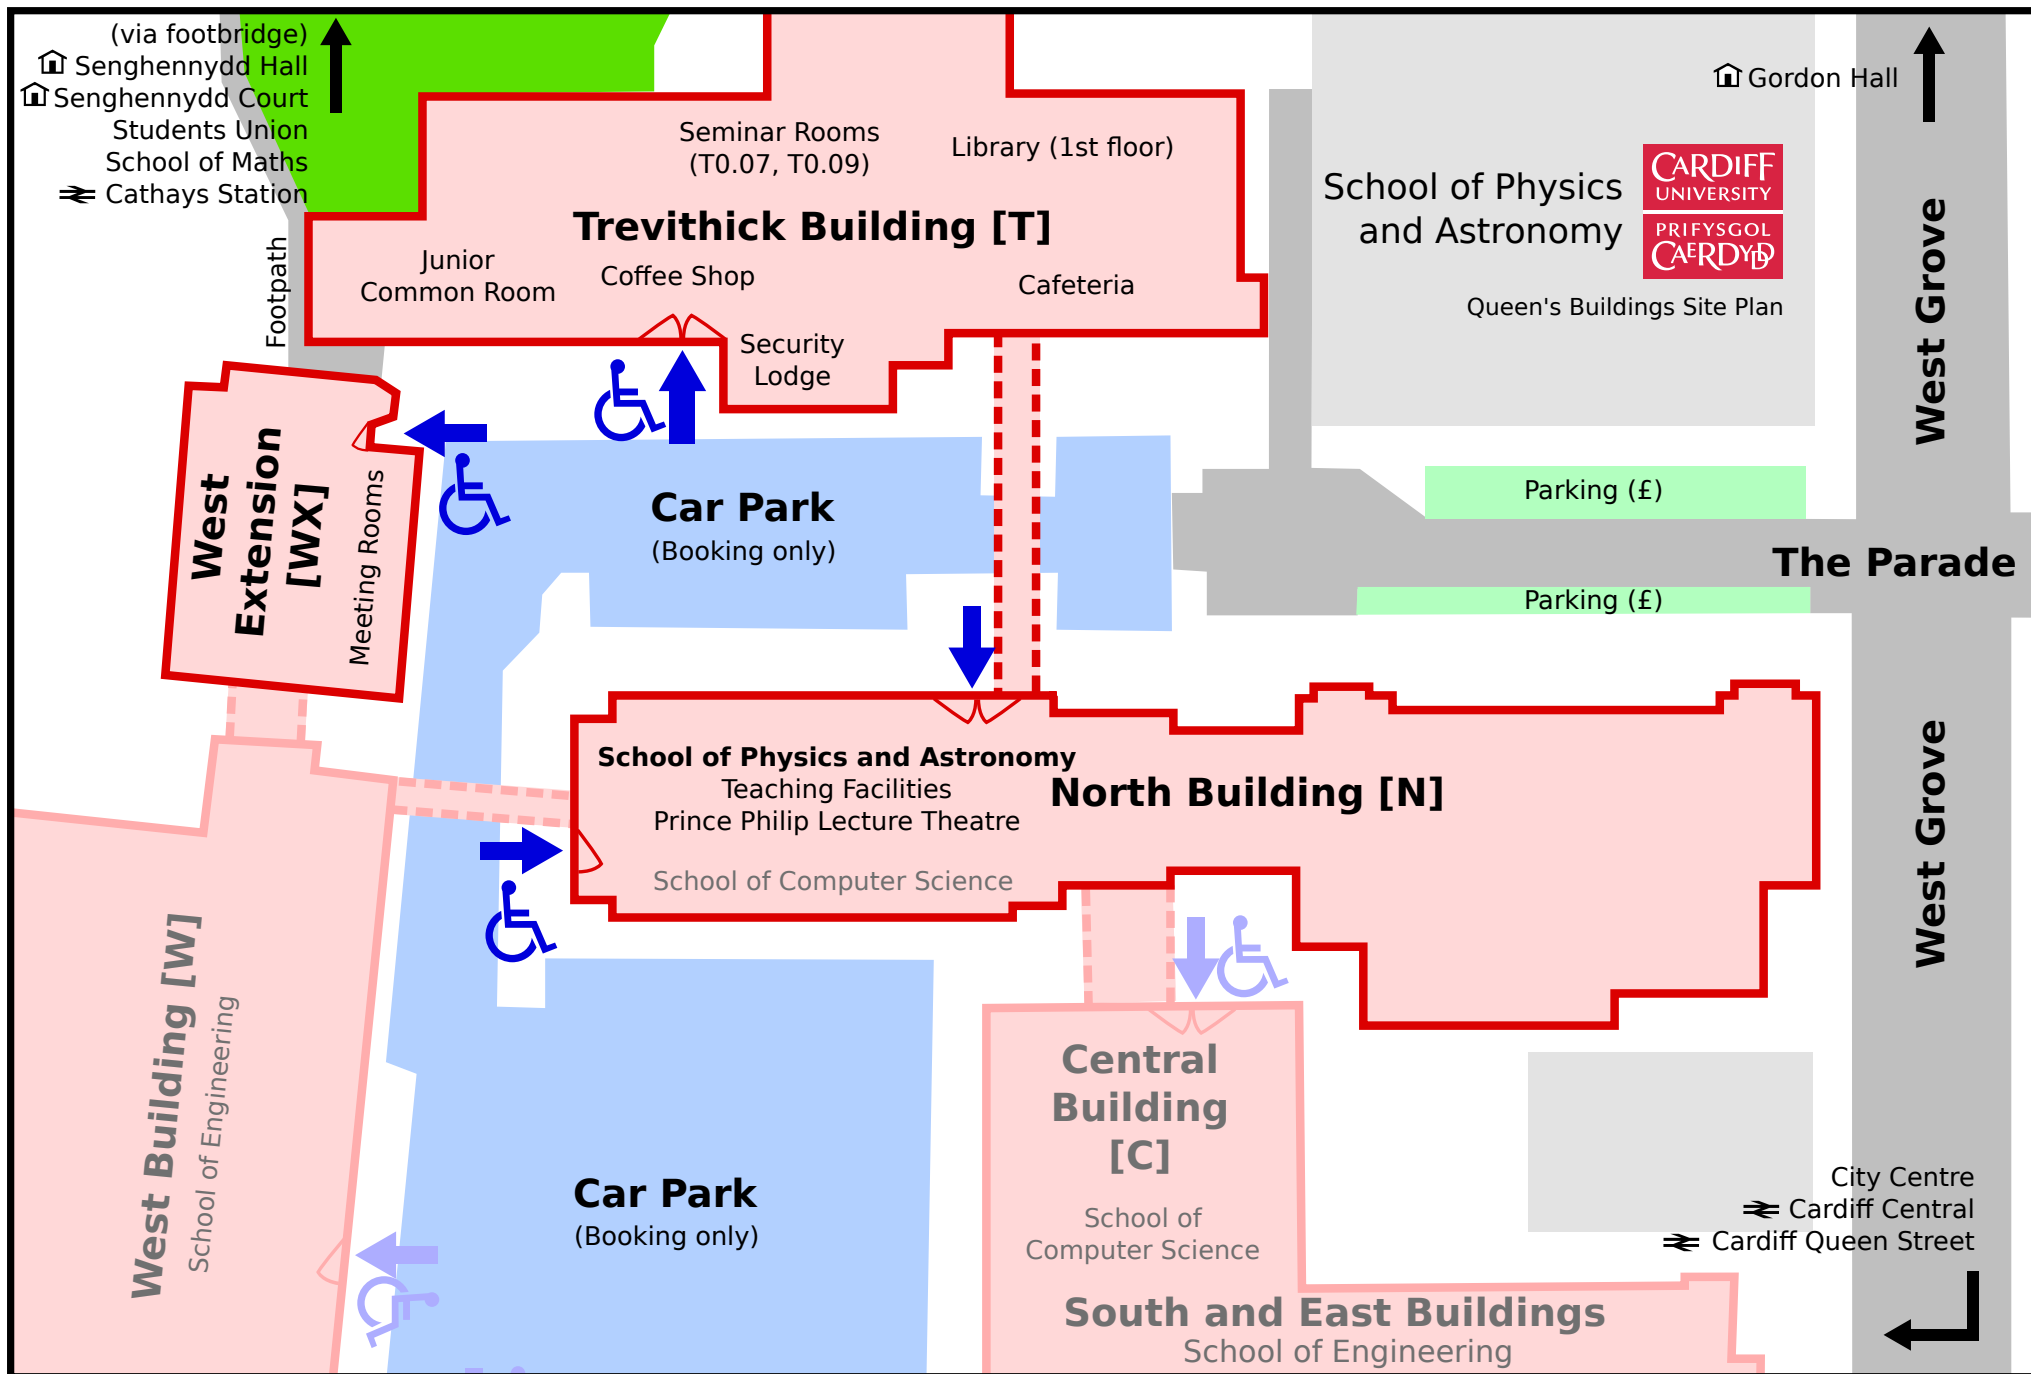 (via footbridge)
Senghennydd Hall
Senghennydd Court
Students Union
School of Maths
Cathays Station
Footpath
Seminar Rooms
(T0.07, T0.09)
Library (1st floor)
Trevithick Building [T]
Junior
Common Room
Coffee Shop
Cafeteria
Security
Lodge
Gordon Hall
School of Physics
and Astronomy
CARDIFF
UNIVERSITY
PRIFYSGOL
CAERDYDD
Queen's Buildings Site Plan
West Grove
West
Extension
[WX]
Meeting Rooms
Car Park
(Booking only)
Parking (£)
The Parade
Parking (£)
School of Physics and Astronomy
Teaching Facilities
Prince Philip Lecture Theatre
School of Computer Science
North Building [N]
West Grove
West Building [W]
School of Engineering
Car Park
(Booking only)
Central
Building
[C]
School of
Computer Science
South and East Buildings
School of Engineering
City Centre
Cardiff Central
Cardiff Queen Street